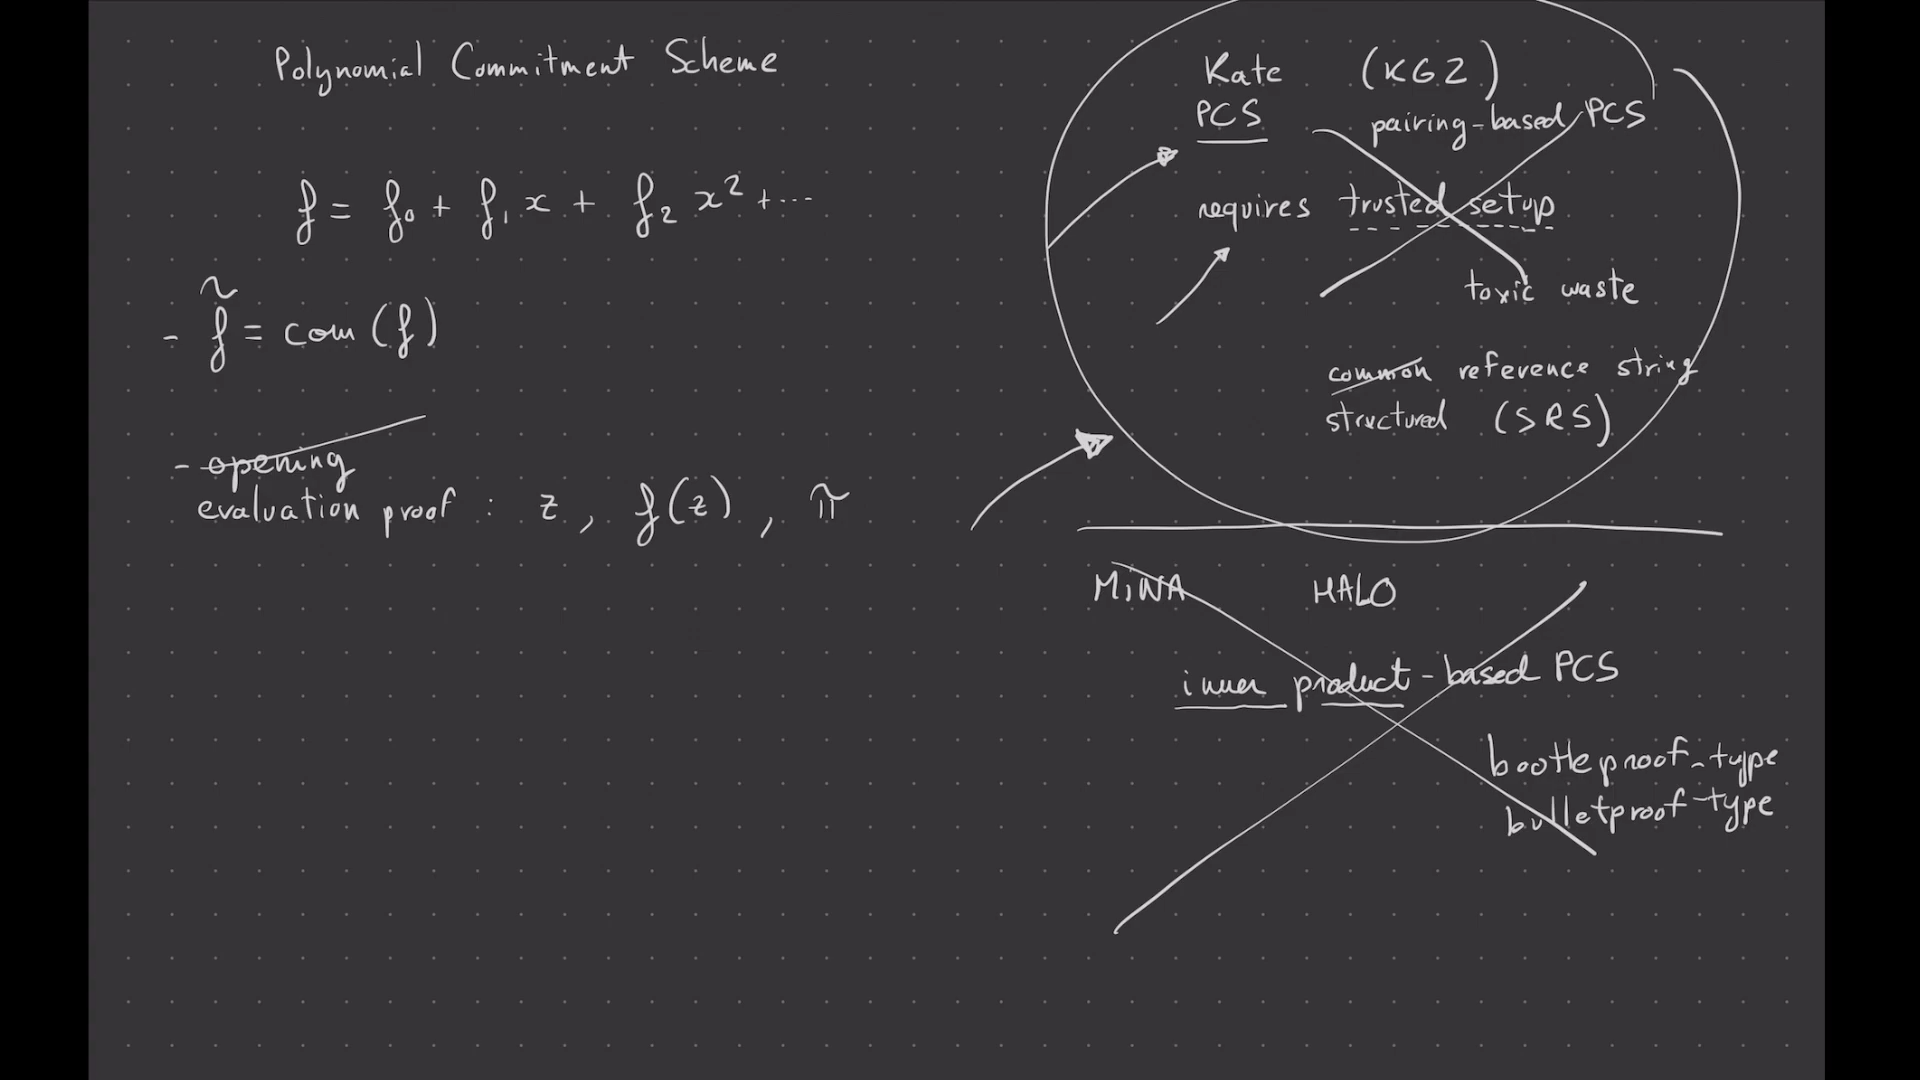 Polynomial Commitment Scheme
f = f₀ + f₁ x + f₂ x² + ...
- f̃ = com (f)
- opening
evaluation proof : z , f(z) , π
Kate (KGZ)
PCS pairing-based PCS
requires trusted setup
toxic waste
common reference string
structured (SRS)
MiNA HALO
inner product - based PCS
bootleproof-type
bulletproof-type